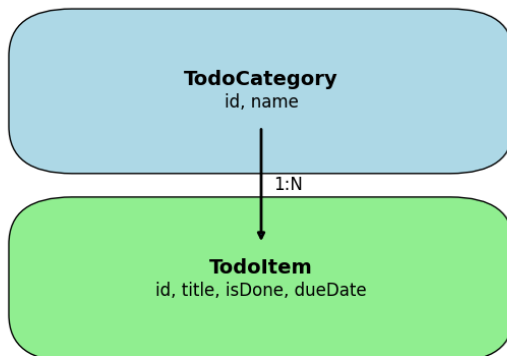 TodoCategory
id, name
1:N
TodoItem
id, title, isDone, dueDate